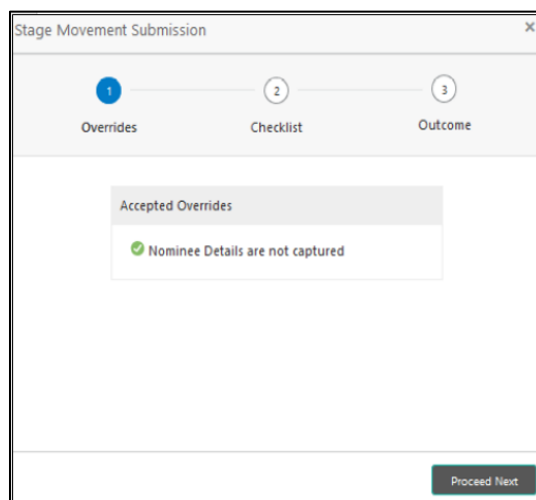 Stage Movement Submission ×
1 2 3
Overrides Checklist Outcome
Accepted Overrides
Nominee Details are not captured
Proceed Next